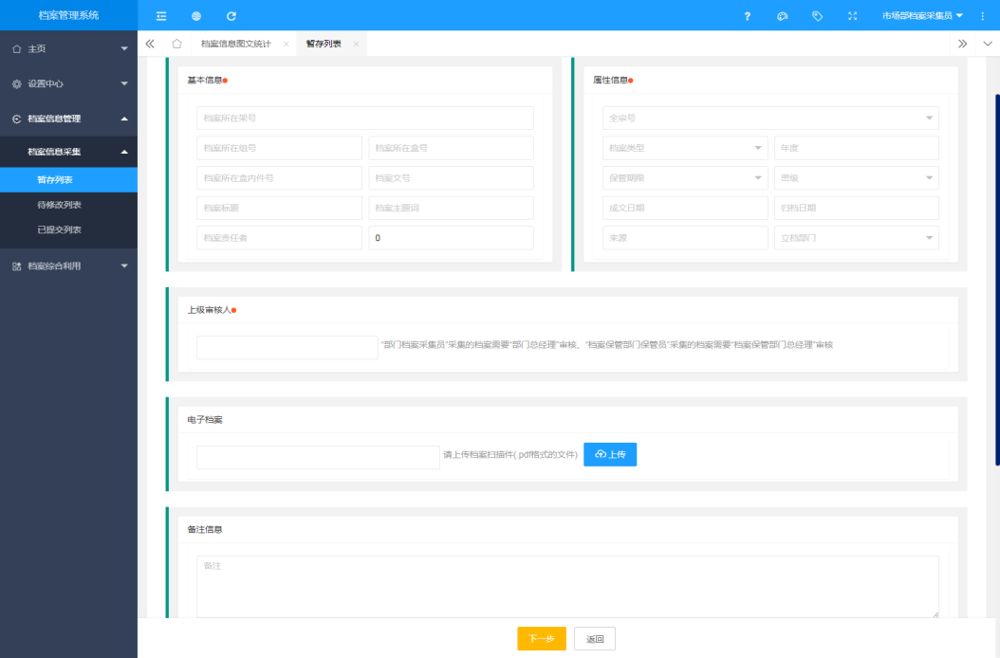 档案管理系统
市场部档案采集员
档案信息图文统计
暂存列表
主页
设置中心
档案信息管理
档案信息采集
暂存列表
待修改列表
已提交列表
档案综合利用
基本信息
档案所在架号
档案所在组号 档案所在盒号
档案所在盒内件号 档案文号
档案标题 档案主题词
档案责任者 0
属性信息
全宗号
档案类型 年度
保管期限 密级
成文日期 归档日期
来源 立档部门
上级审核人
“部门档案采集员”采集的档案需要“部门总经理”审核。“档案保管部门保管员”采集的档案需要“档案保管部门总经理”审核
电子档案
请上传档案扫描件(.pdf格式的文件) 上传
备注信息
备注
下一步 返回